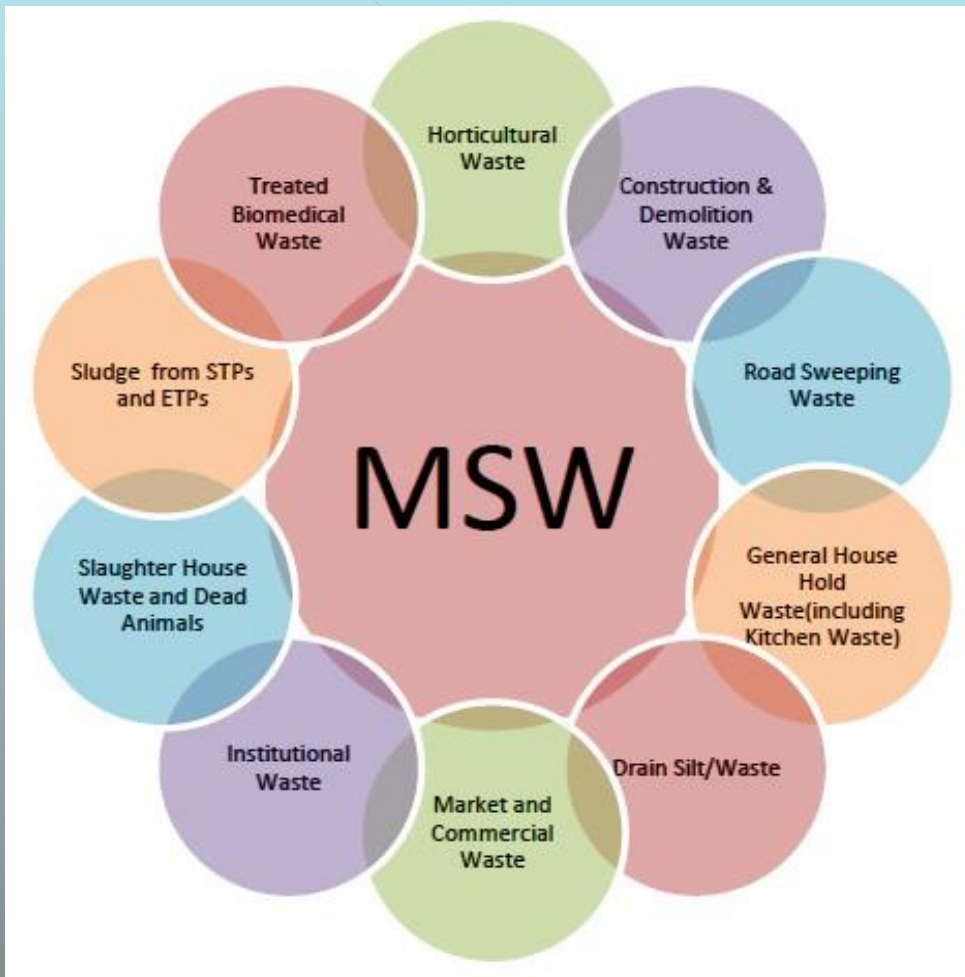 Horticultural
Waste
Construction &
Demolition
Waste
Road Sweeping
Waste
General House
Hold
Waste(including
Kitchen Waste)
Drain Silt/Waste
Market and
Commercial
Waste
Institutional
Waste
Slaughter House
Waste and Dead
Animals
Sludge from STPs
and ETPs
Treated
Biomedical
Waste
MSW